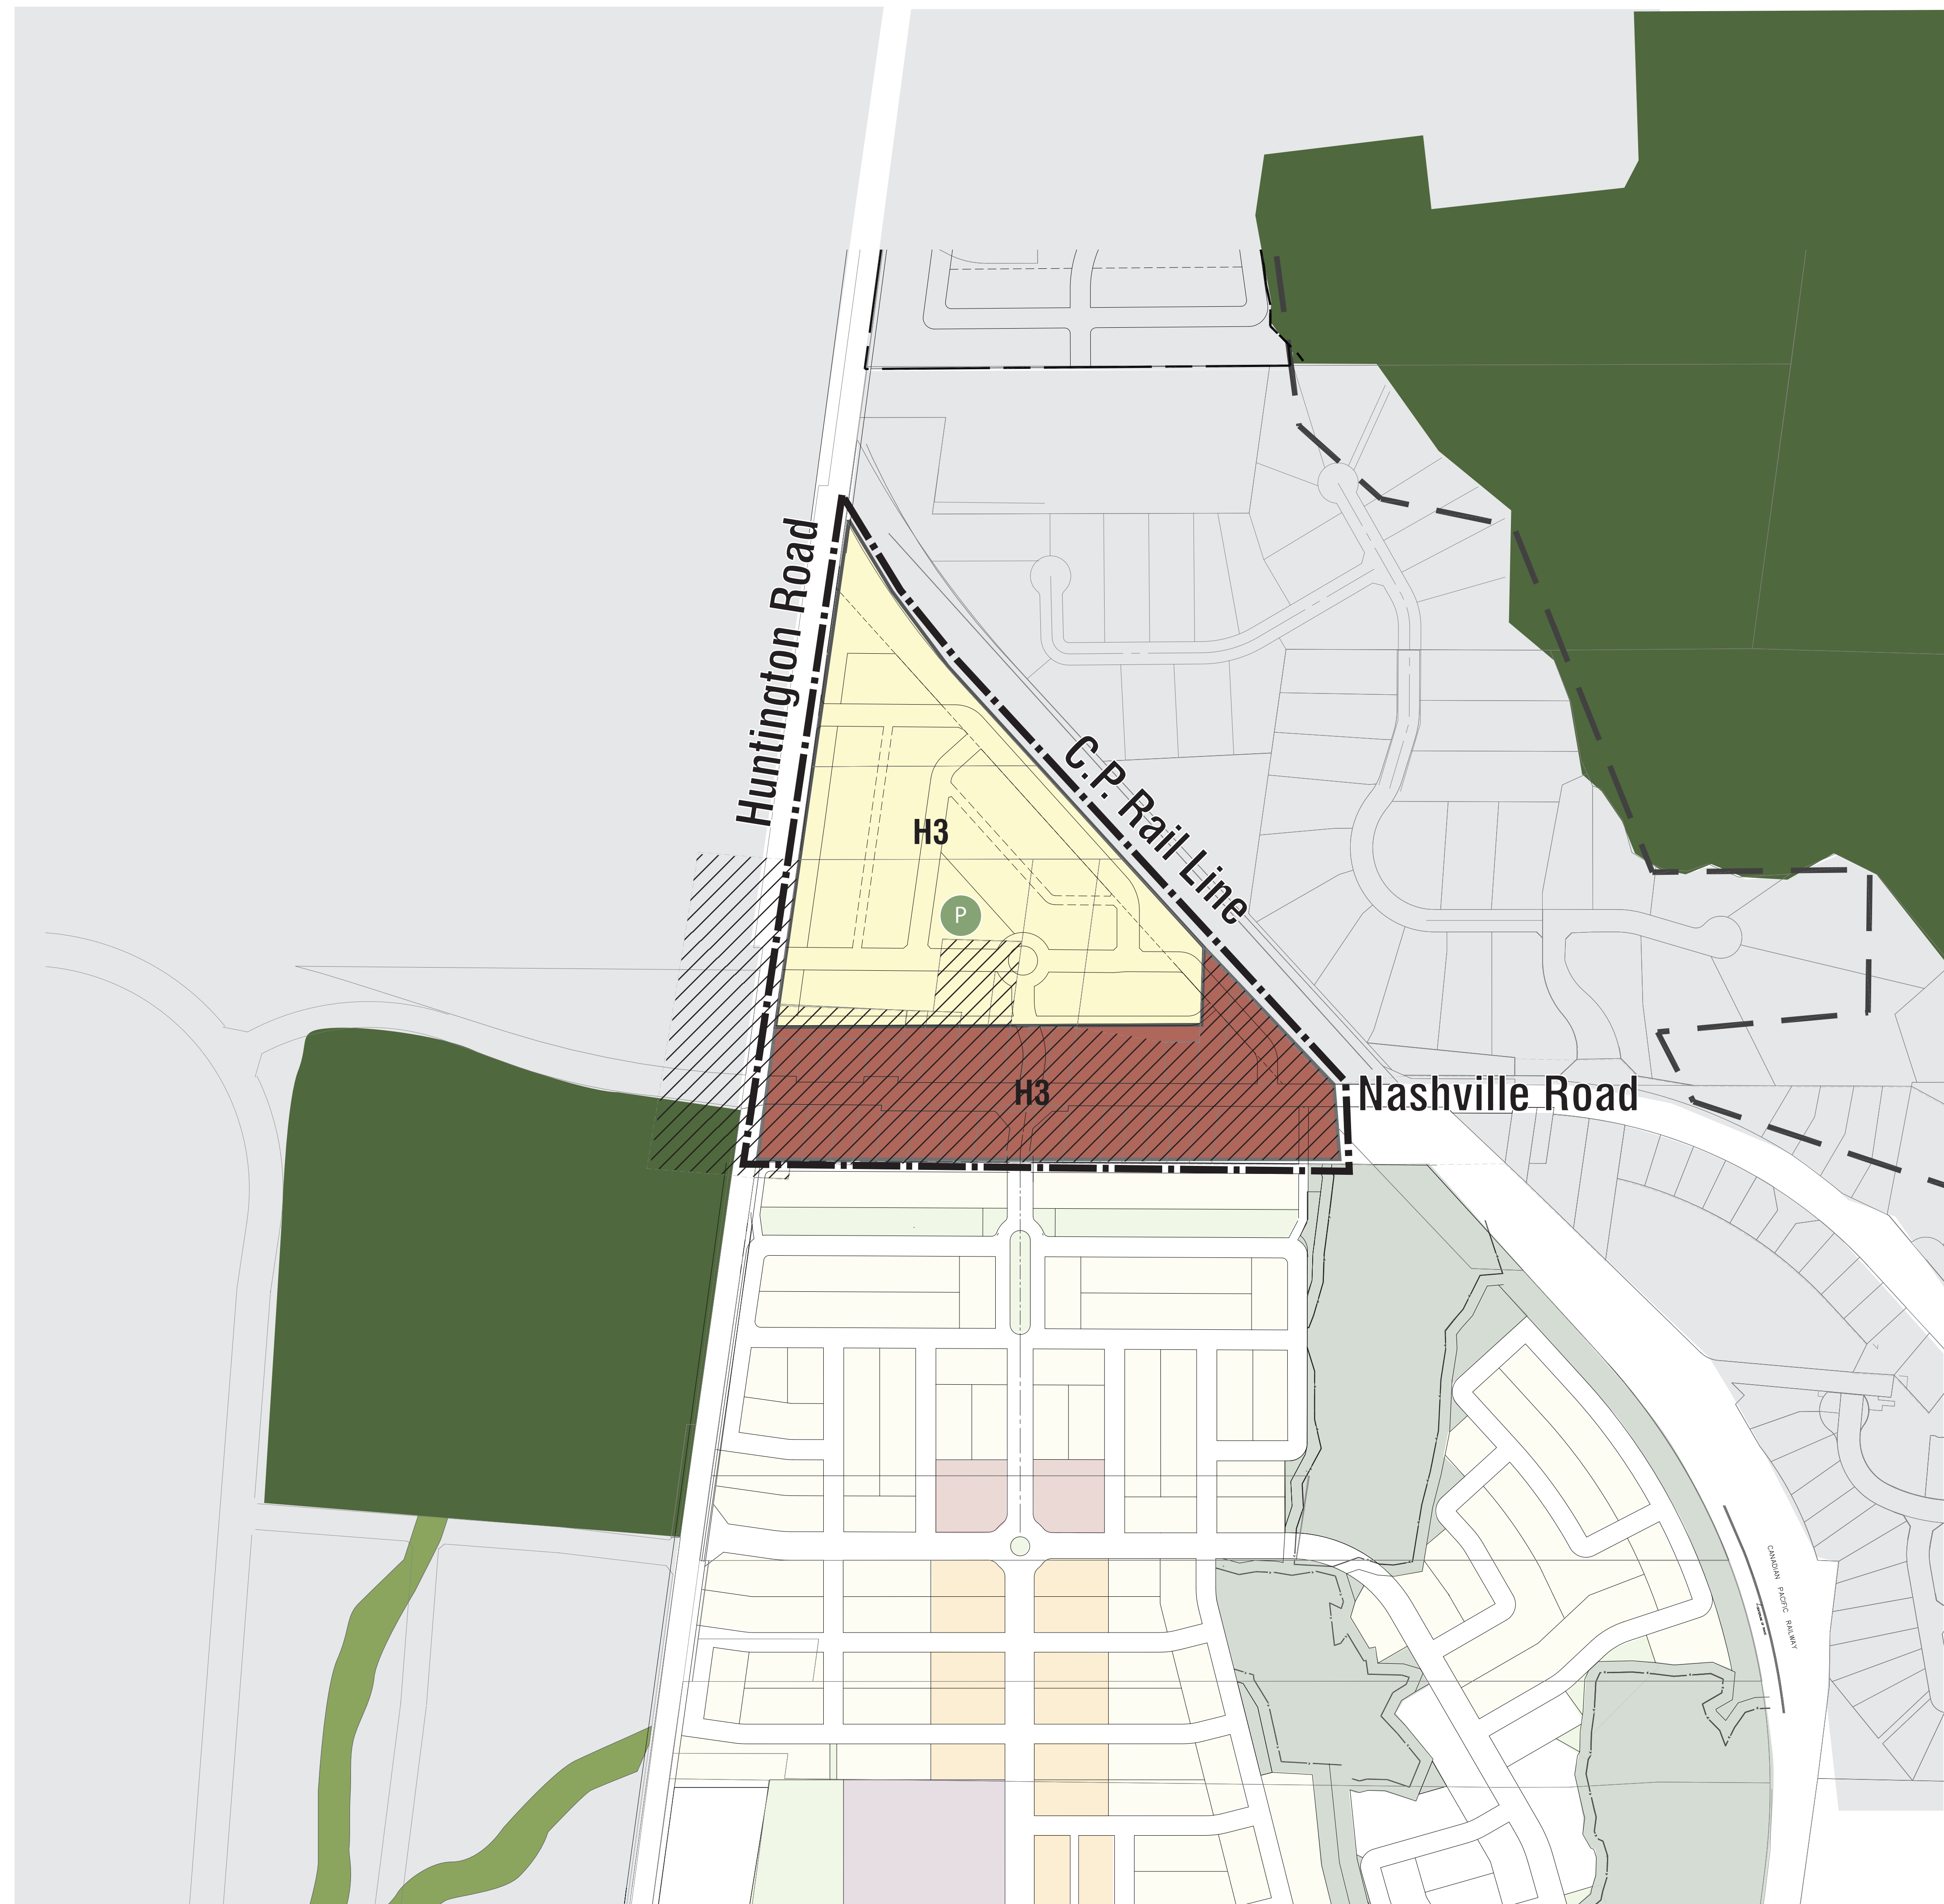 Huntington Road
C.P. Rail Line
H3
P
H3
Nashville Road
CANADIAN PACIFIC RAILWAY